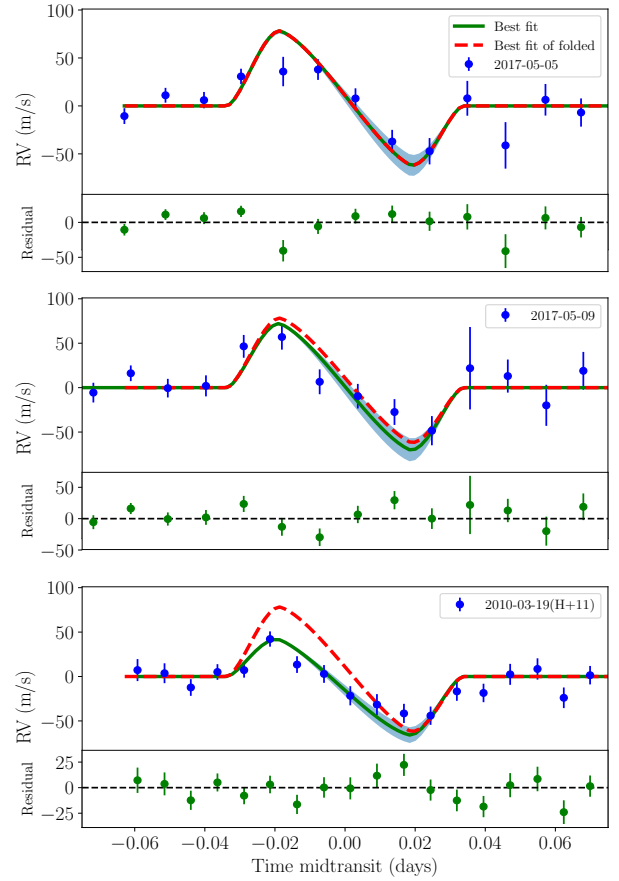 100
50
0
−50
RV (m/s)
Best fit
Best fit of folded
2017-05-05
0
−50
Residual
100
50
0
−50
RV (m/s)
2017-05-09
50
0
−50
Residual
100
50
0
−50
RV (m/s)
2010-03-19(H+11)
25
0
−25
Residual
−0.06 −0.04 −0.02 0.00 0.02 0.04 0.06
Time midtransit (days)